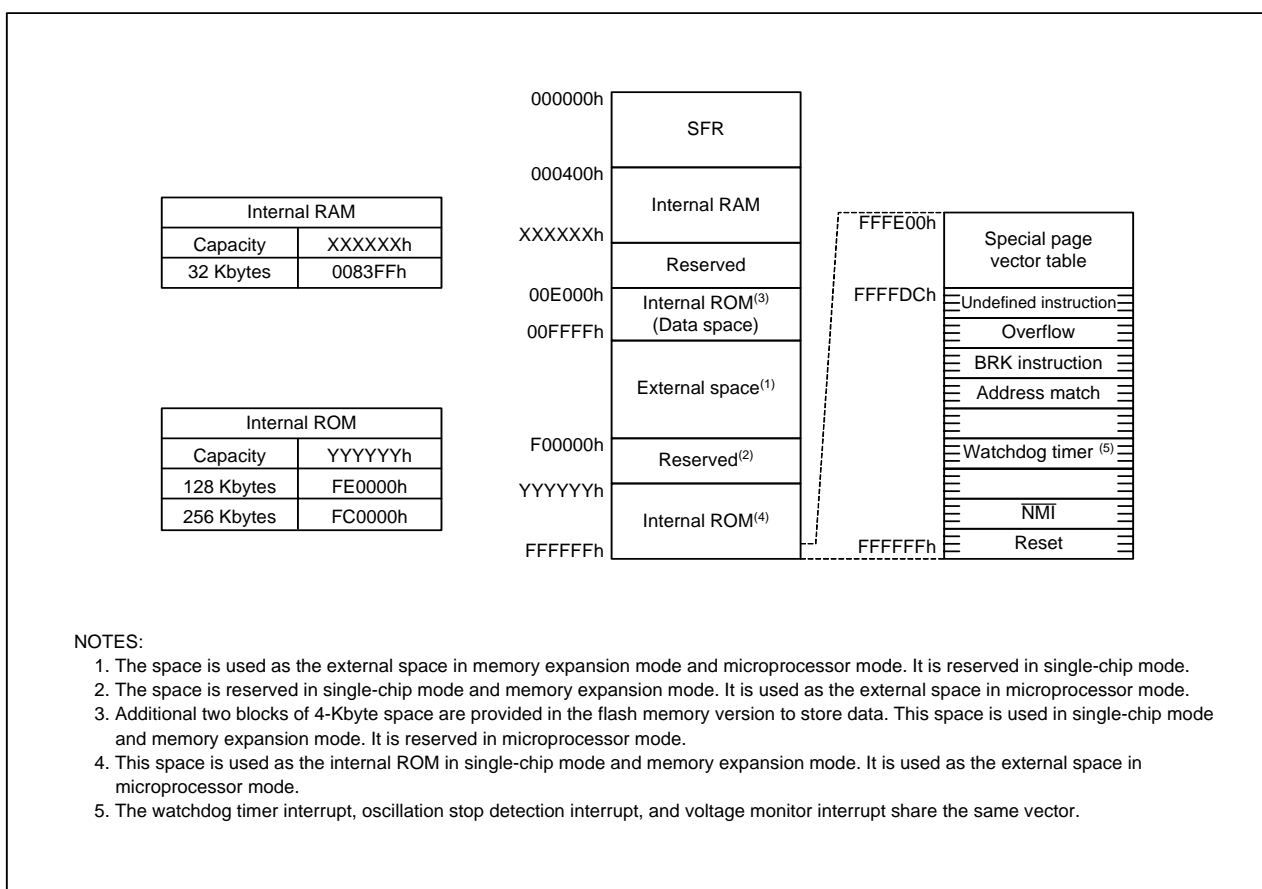 Internal RAM
Capacity XXXXXXh
32 Kbytes 0083FFh
Internal ROM
Capacity YYYYYYh
128 Kbytes FE0000h
256 Kbytes FC0000h
000000h
SFR
000400h
Internal RAM
XXXXXXh
Reserved
00E000h
Internal ROM(3)
(Data space)
00FFFFh
External space(1)
F00000h
Reserved(2)
YYYYYYh
Internal ROM(4)
FFFFFFh
FFFE00h
Special page
vector table
FFFFDCh
Undefined instruction
Overflow
BRK instruction
Address match
Watchdog timer (5)
NMI
Reset
FFFFFFh
NOTES:
1. The space is used as the external space in memory expansion mode and microprocessor mode. It is reserved in single-chip mode.
2. The space is reserved in single-chip mode and memory expansion mode. It is used as the external space in microprocessor mode.
3. Additional two blocks of 4-Kbyte space are provided in the flash memory version to store data. This space is used in single-chip mode
and memory expansion mode. It is reserved in microprocessor mode.
4. This space is used as the internal ROM in single-chip mode and memory expansion mode. It is used as the external space in
microprocessor mode.
5. The watchdog timer interrupt, oscillation stop detection interrupt, and voltage monitor interrupt share the same vector.